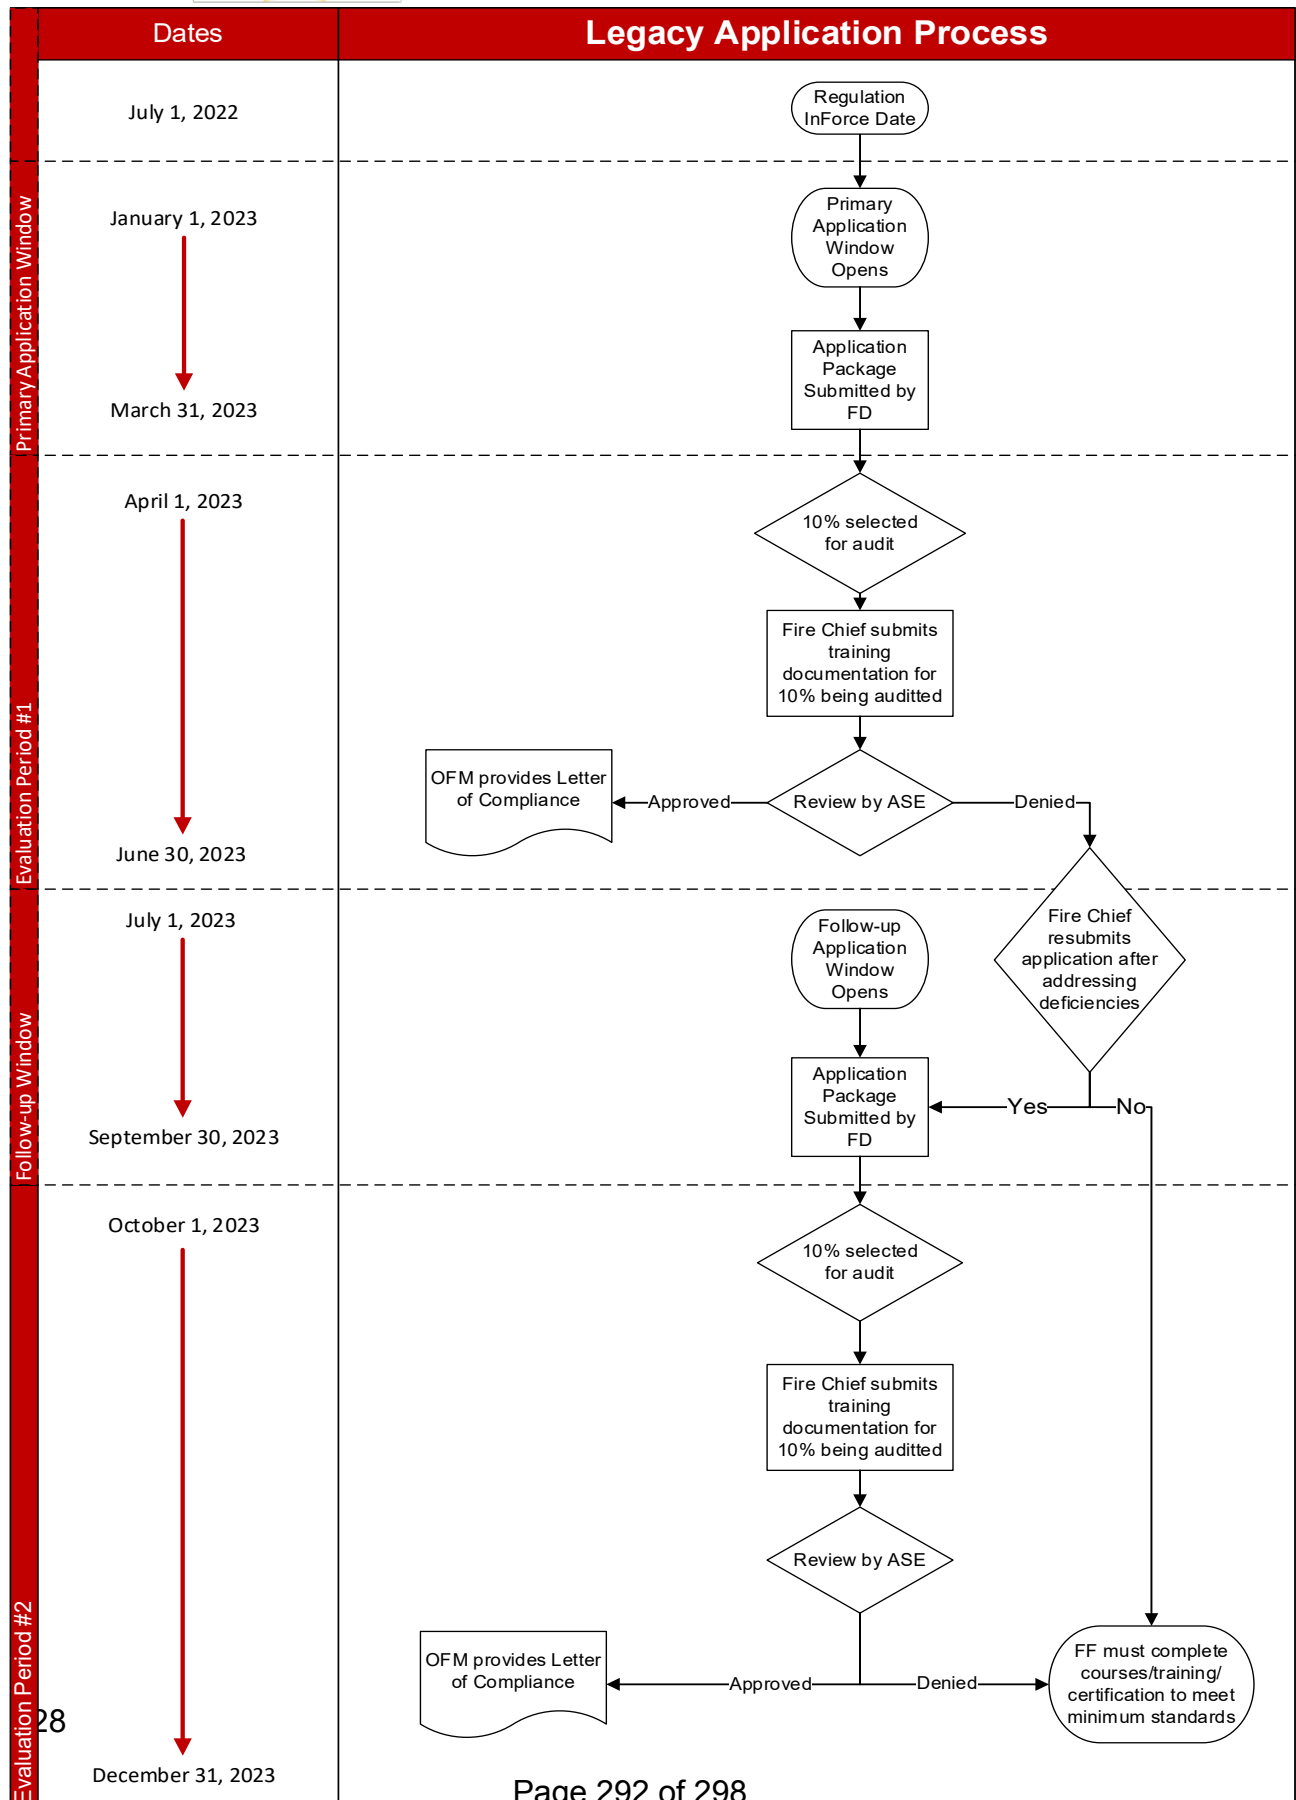 Dates
Legacy Application Process
Primary Application Window
July 1, 2022
Regulation
InForce Date
January 1, 2023
Primary
Application
Window
Opens
Application
Package
Submitted by
FD
March 31, 2023
Evaluation Period #1
April 1, 2023
10% selected
for audit
Fire Chief submits
training
documentation for
10% being auditted
OFM provides Letter
of Compliance
Approved
Review by ASE
Denied
June 30, 2023
Follow-up Window
July 1, 2023
Follow-up
Application
Window
Opens
Fire Chief
resubmits
application after
addressing
deficiencies
Application
Package
Submitted by
FD
Yes
No
September 30, 2023
Evaluation Period #2
October 1, 2023
10% selected
for audit
Fire Chief submits
training
documentation for
10% being auditted
Review by ASE
OFM provides Letter
of Compliance
Approved
Denied
FF must complete
courses/training/
certification to meet
minimum standards
28
December 31, 2023
Page 292 of 298